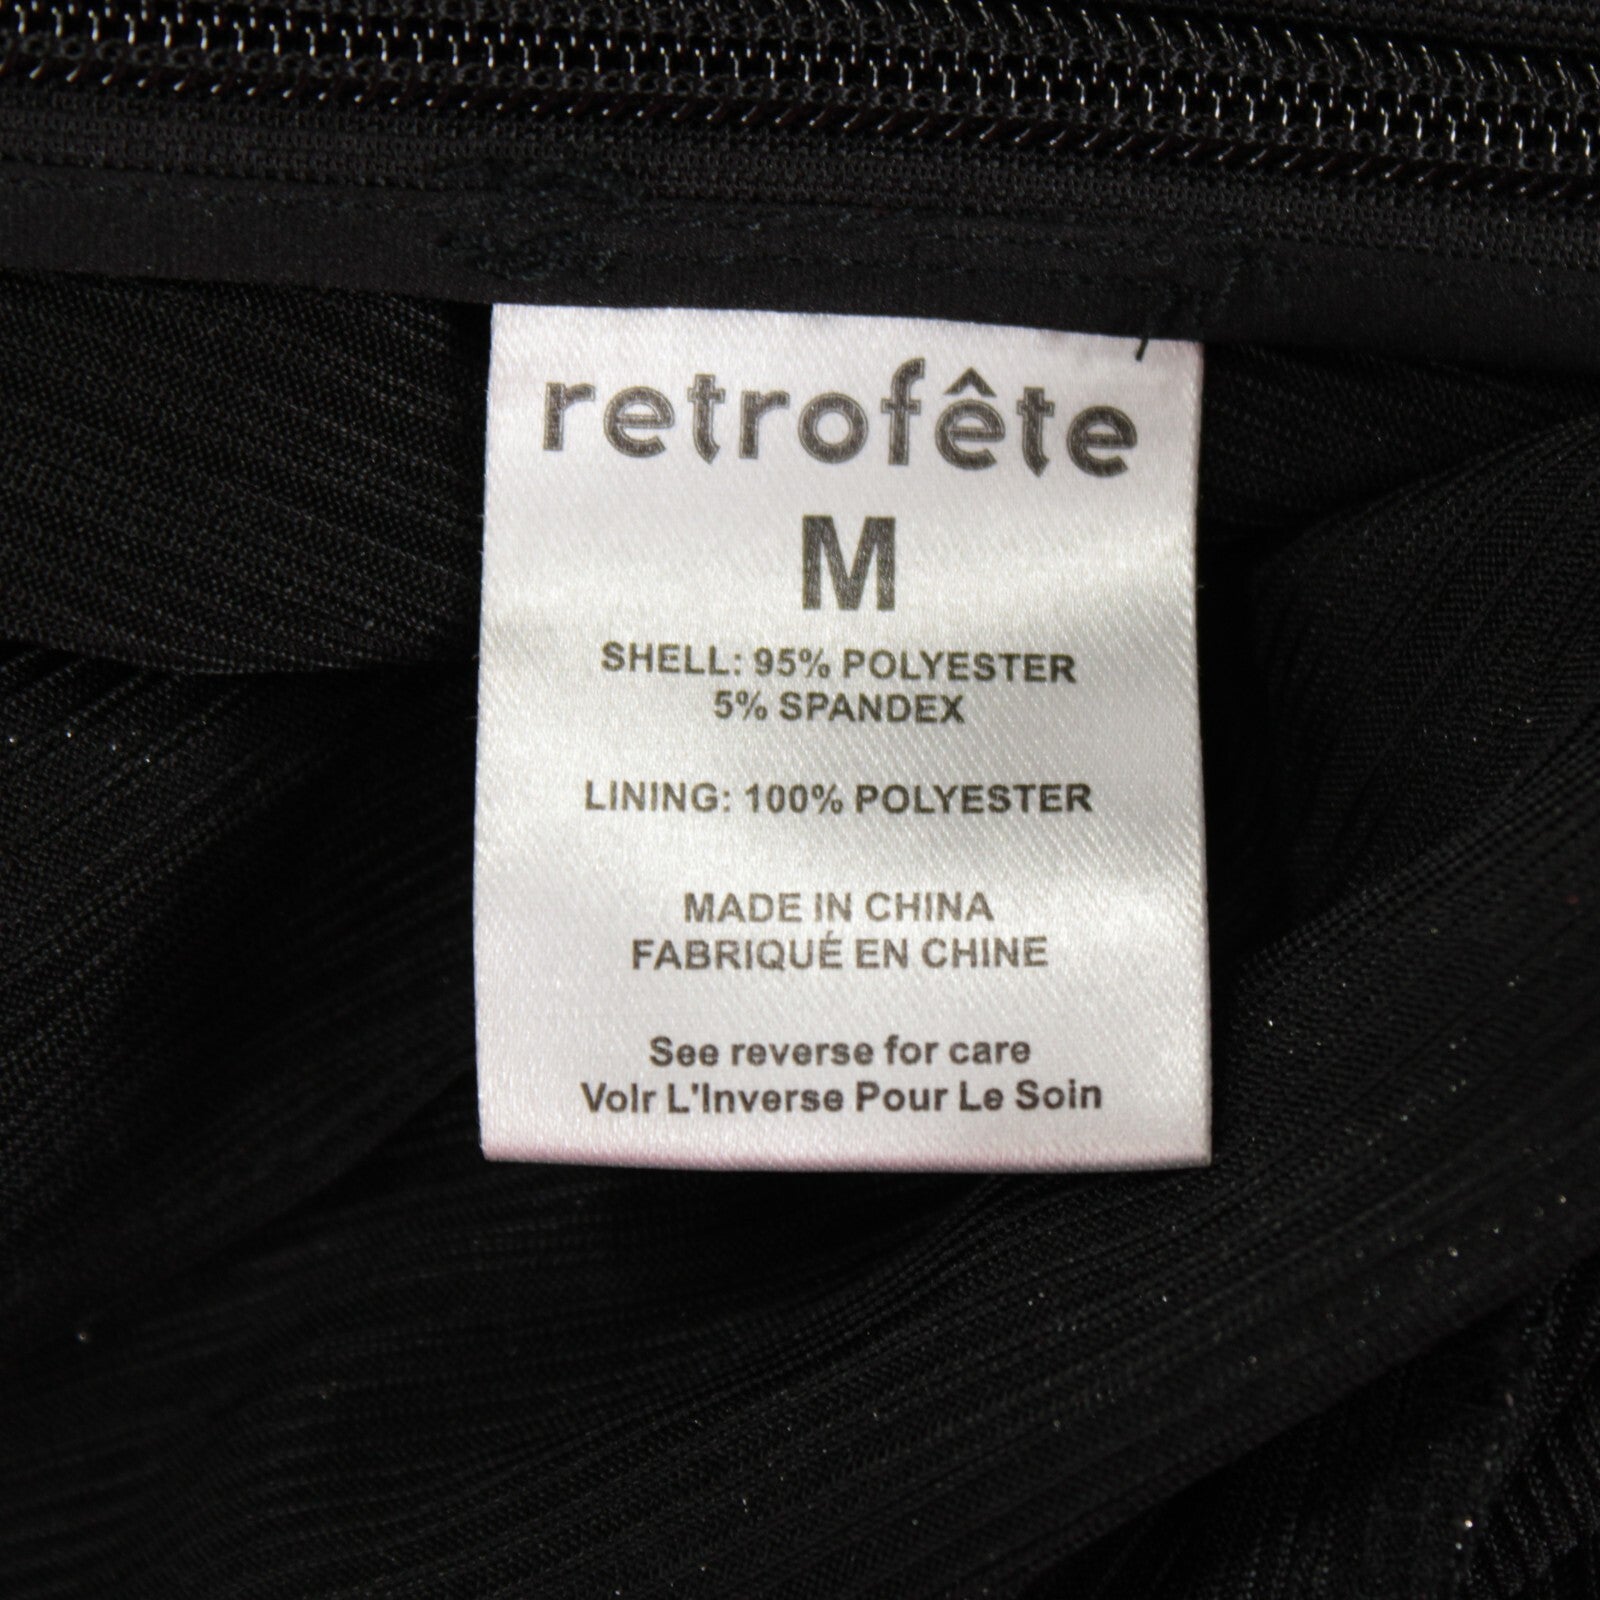 retrofête
M
SHELL: 95% POLYESTER
5% SPANDEX
LINING: 100% POLYESTER
MADE IN CHINA
FABRIQUÉ EN CHINE
See reverse for care
Voir L'Inverse Pour Le Soin